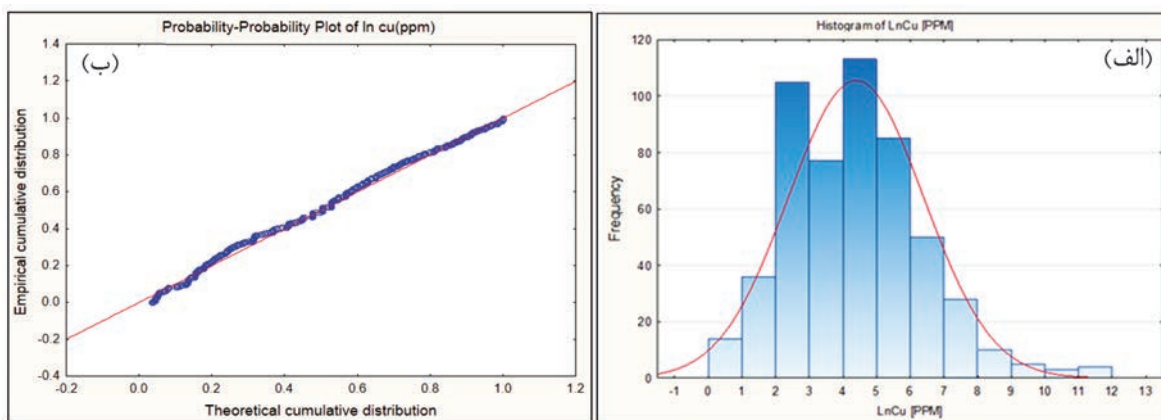 Probability-Probability Plot of ln cu(ppm)
(ب)
Empirical cumulative distribution
1.4
1.2
1.0
0.8
0.6
0.4
0.2
0.0
-0.2
-0.4
-0.2 0.0 0.2 0.4 0.6 0.8 1.0 1.2
Theoretical cumulative distribution
Histogram of LnCu [PPM]
(الف)
Frequency
120
100
80
60
40
20
0
-1 0 1 2 3 4 5 6 7 8 9 10 11 12 13
LnCu [PPM]